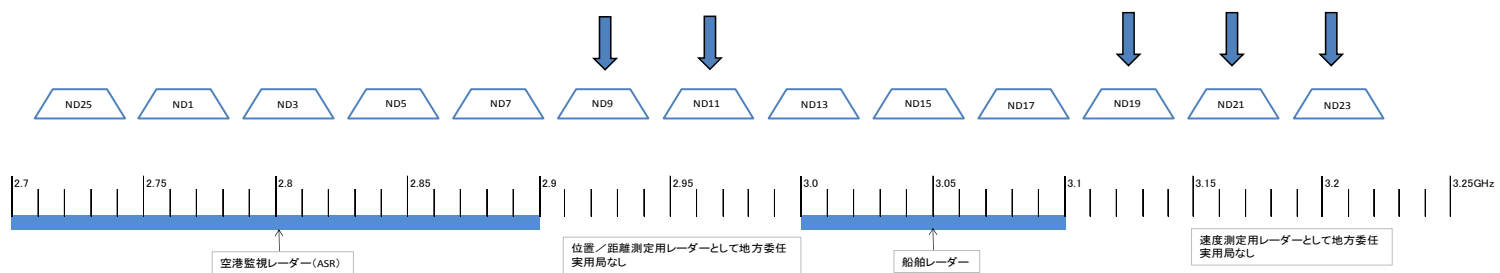 ND25 ND1 ND3 ND5 ND7 ND9 ND11 ND13 ND15 ND17 ND19 ND21 ND23
2.7 2.75 2.8 2.85 2.9 2.95 3.0 3.05 3.1 3.15 3.2 3.25GHz
空港監視レーダー(ASR)
位置/距離測定用レーダーとして地方委任
実用局なし
船舶レーダー
速度測定用レーダーとして地方委任
実用局なし